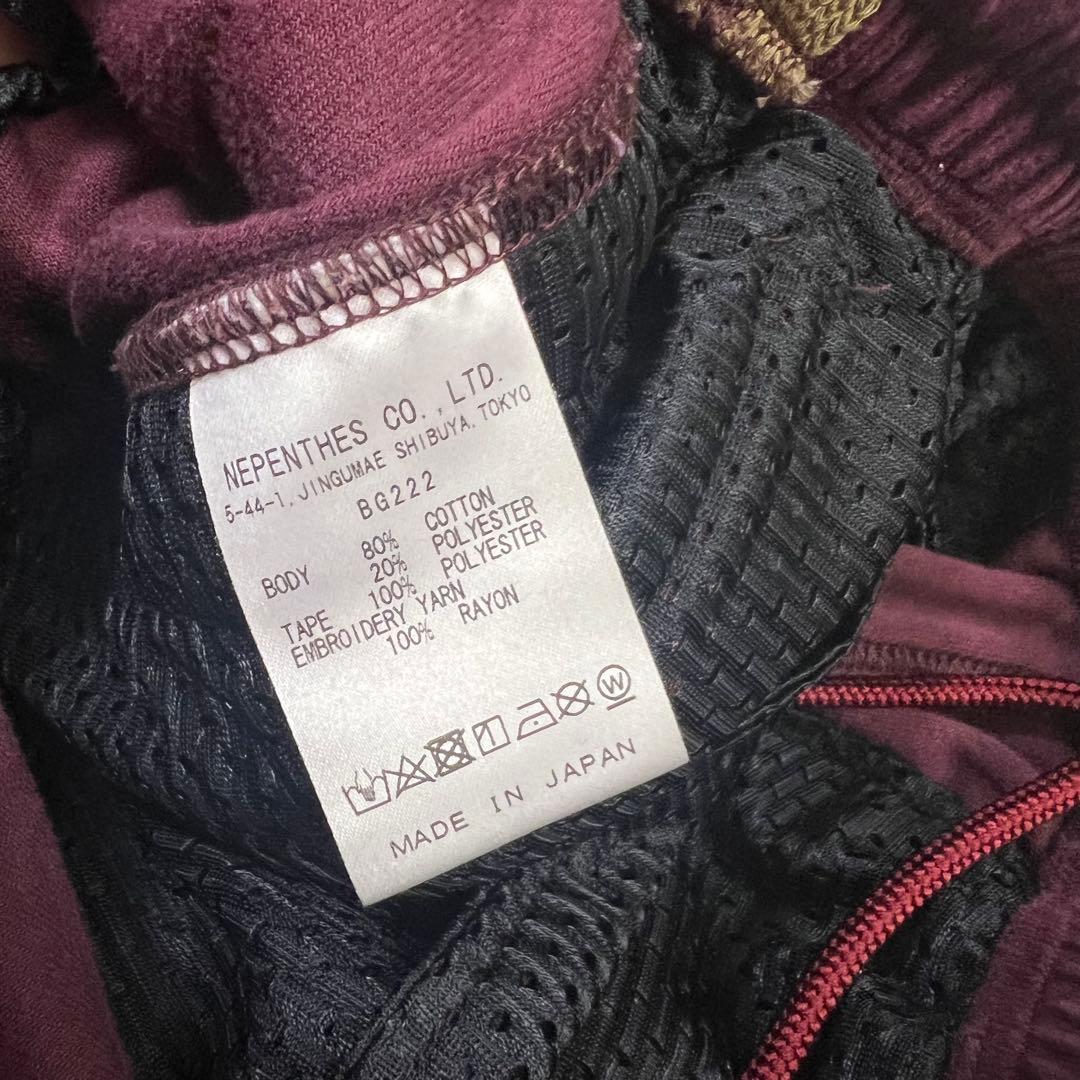 NEPENTHES CO.,LTD.
5-44-1, JINGUMAE SHIBUYA, TOKYO
BG222
BODY 80% COTTON
20% POLYESTER
TAPE 100% POLYESTER
EMBROIDERY YARN
100% RAYON
W
MADE IN JAPAN